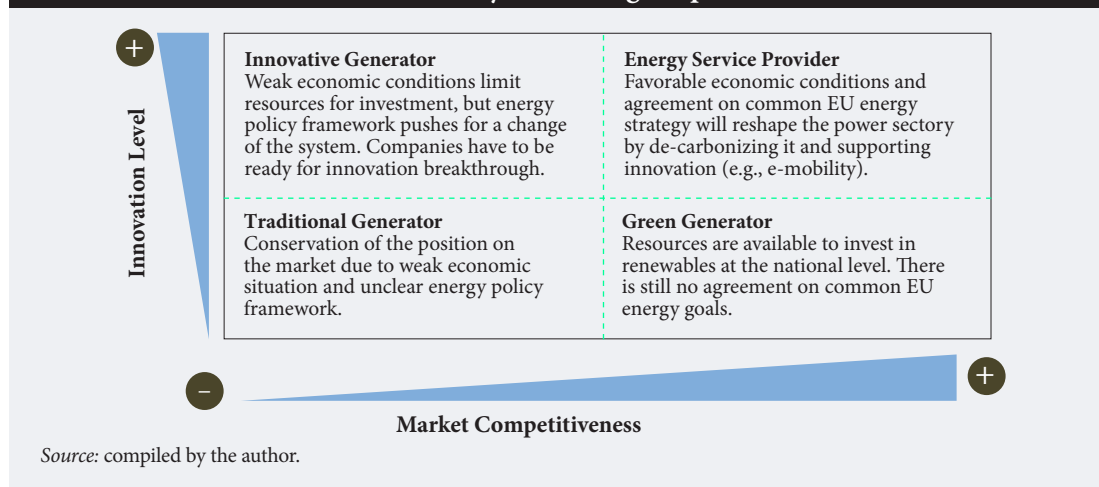 +
Innovation Level
Innovative Generator
Weak economic conditions limit
resources for investment, but energy
policy framework pushes for a change
of the system. Companies have to be
ready for innovation breakthrough.
Energy Service Provider
Favorable economic conditions and
agreement on common EU energy
strategy will reshape the power sectory
by de-carbonizing it and supporting
innovation (e.g., e-mobility).
Traditional Generator
Conservation of the position on
the market due to weak economic
situation and unclear energy policy
framework.
Green Generator
Resources are available to invest in
renewables at the national level. There
is still no agreement on common EU
energy goals.
–
+
Market Competitiveness
Source: compiled by the author.